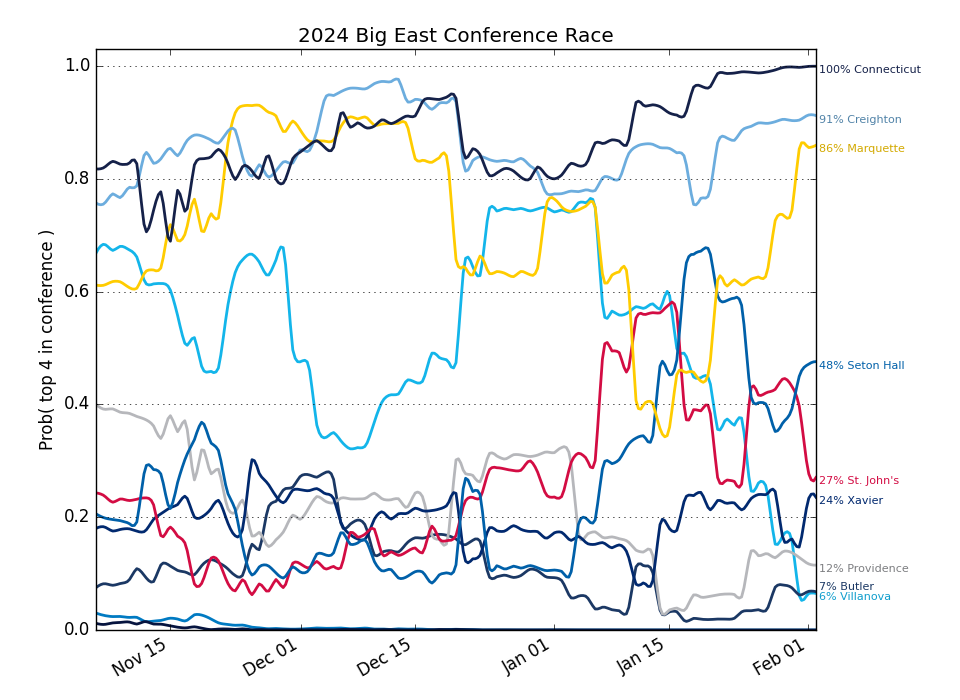 2024 Big East Conference Race
Prob( top 4 in conference )
1.0
0.8
0.6
0.4
0.2
0.0
Nov 15
Dec 01
Dec 15
Jan 01
Jan 15
Feb 01
100% Connecticut
91% Creighton
86% Marquette
48% Seton Hall
27% St. John's
24% Xavier
12% Providence
7% Butler
6% Villanova